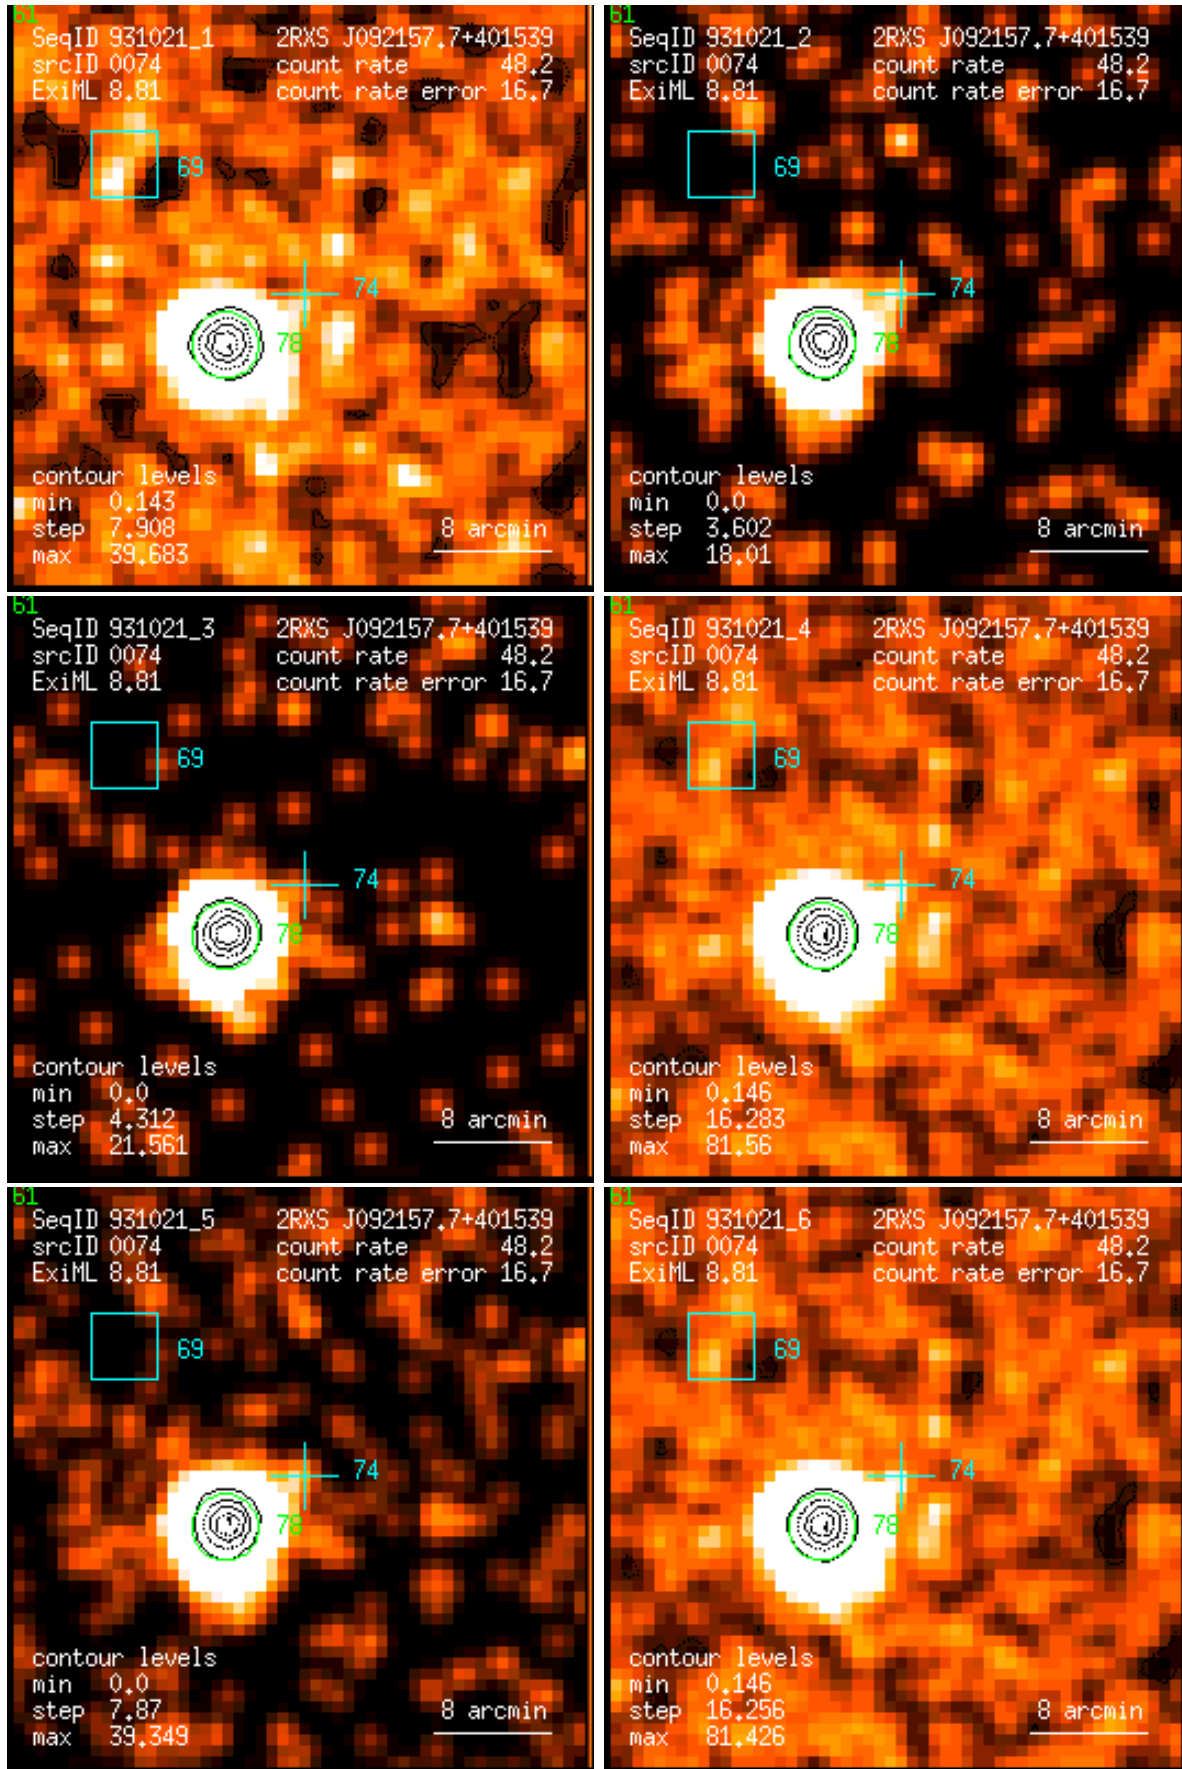 61
SeqID 931021_1 2RXS J092157.7+401539
srcID 0074 count rate 48.2
ExiML 8.81 count rate error 16.7
69
74
78
contour levels
min 0.143
step 7.908 8 arcmin
max 39.683
61
SeqID 931021_2 2RXS J092157.7+401539
srcID 0074 count rate 48.2
ExiML 8.81 count rate error 16.7
69
74
78
contour levels
min 0.0
step 3.602 8 arcmin
max 18.01
61
SeqID 931021_3 2RXS J092157.7+401539
srcID 0074 count rate 48.2
ExiML 8.81 count rate error 16.7
69
74
78
contour levels
min 0.0
step 4.312 8 arcmin
max 21.561
61
SeqID 931021_4 2RXS J092157.7+401539
srcID 0074 count rate 48.2
ExiML 8.81 count rate error 16.7
69
74
78
contour levels
min 0.146
step 16.283 8 arcmin
max 81.56
61
SeqID 931021_5 2RXS J092157.7+401539
srcID 0074 count rate 48.2
ExiML 8.81 count rate error 16.7
69
74
78
contour levels
min 0.0
step 7.87 8 arcmin
max 39.349
61
SeqID 931021_6 2RXS J092157.7+401539
srcID 0074 count rate 48.2
ExiML 8.81 count rate error 16.7
69
74
78
contour levels
min 0.146
step 16.256 8 arcmin
max 81.426